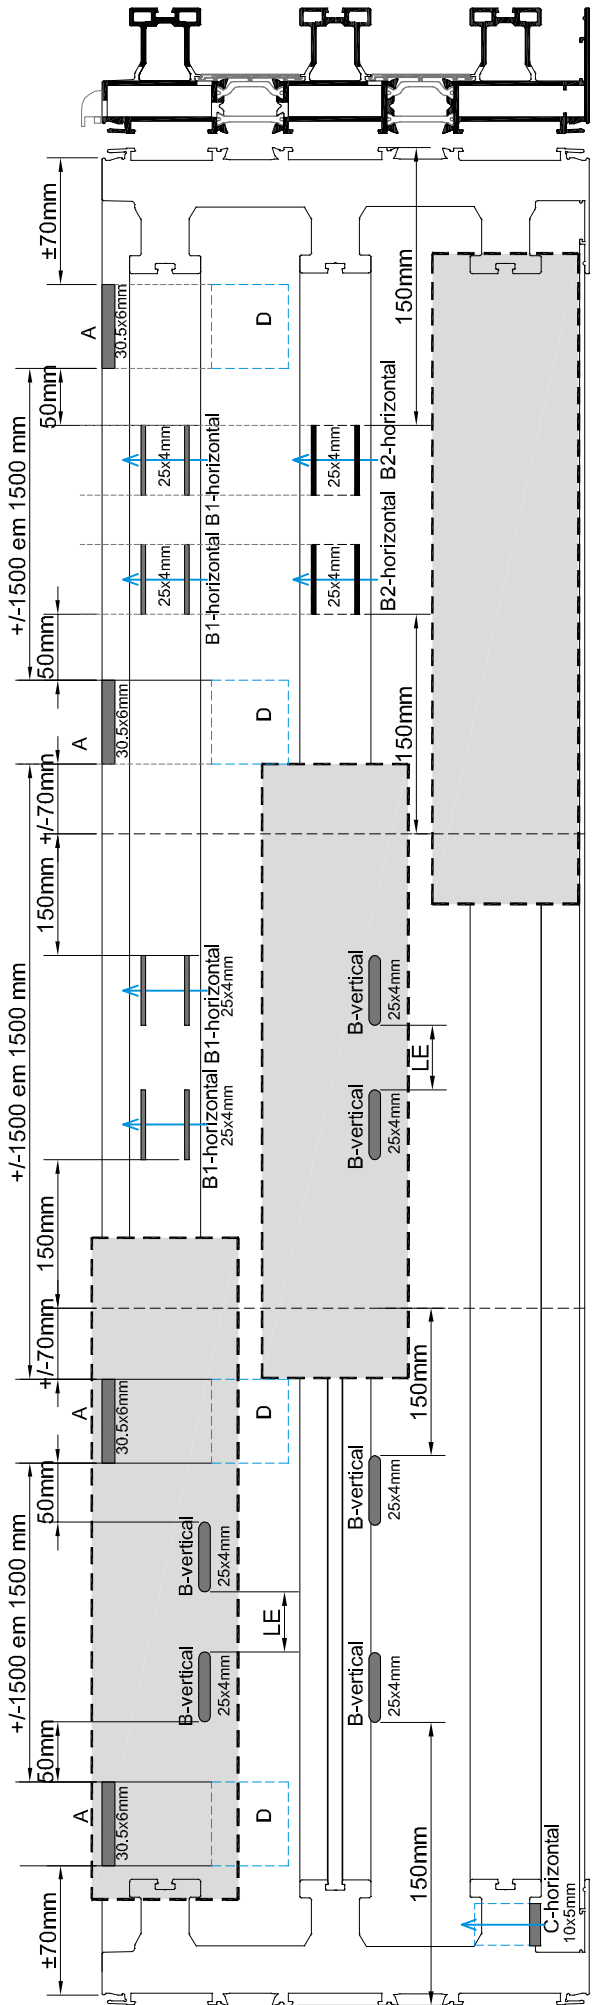 ±70mm
A
30.5x6mm
D
150mm
50mm
+/-1500 em 1500 mm
25x4mm
B1-horizontal
25x4mm
B2-horizontal
25x4mm
B1-horizontal
25x4mm
B2-horizontal
50mm
A
30.5x6mm
D
150mm
+/-70mm
150mm
+/-1500 em 1500 mm
B1-horizontal
25x4mm
B-vertical
25x4mm
LE
B1-horizontal
25x4mm
B-vertical
25x4mm
150mm
+/-70mm
150mm
A
30.5x6mm
D
50mm
+/-1500 em 1500 mm
B-vertical
25x4mm
B-vertical
25x4mm
LE
B-vertical
25x4mm
B-vertical
25x4mm
50mm
A
30.5x6mm
D
150mm
C-horizontal
10x5mm
±70mm